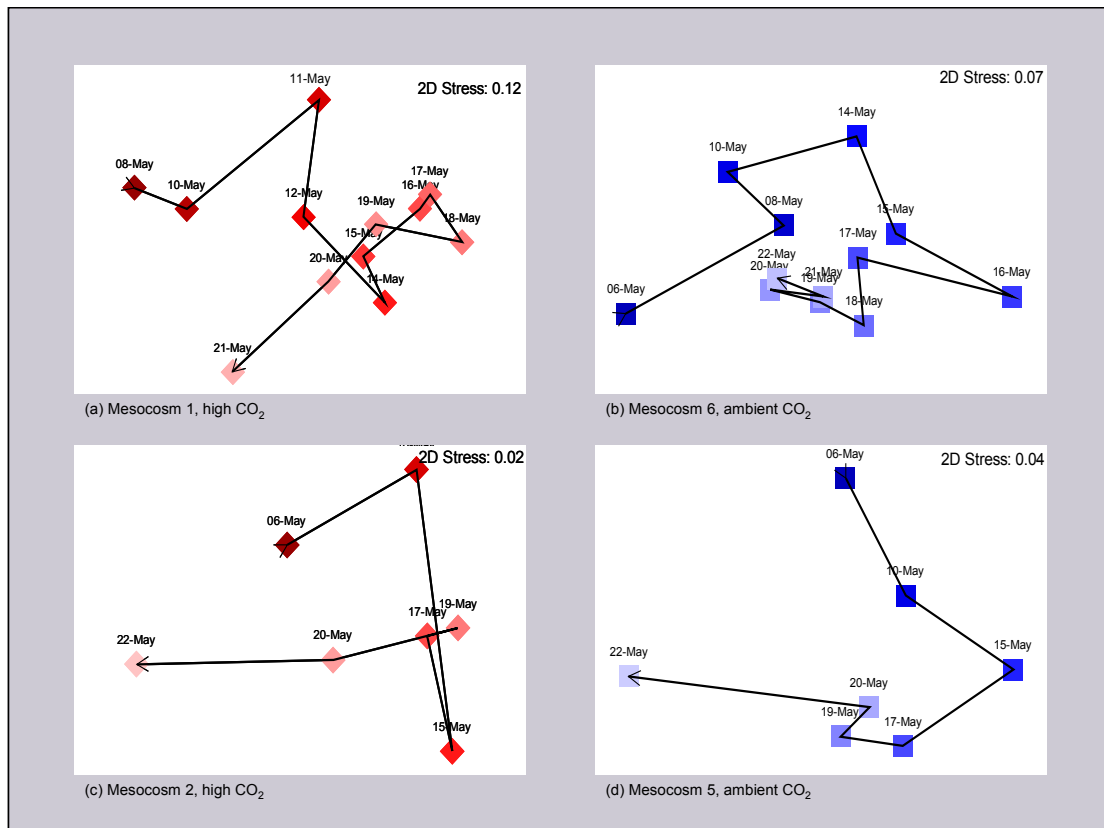 11-May
2D Stress: 0.12
08-May
10-May
17-May
16-May
12-May
19-May
18-May
15-May
20-May
14-May
21-May
(a) Mesocosm 1, high CO₂
2D Stress: 0.07
14-May
10-May
08-May
15-May
17-May
22-May
20-May
21-May
19-May
16-May
06-May
18-May
(b) Mesocosm 6, ambient CO₂
2D Stress: 0.02
06-May
19-May
17-May
20-May
22-May
15-May
(c) Mesocosm 2, high CO₂
06-May
2D Stress: 0.04
10-May
15-May
22-May
20-May
19-May
17-May
(d) Mesocosm 5, ambient CO₂